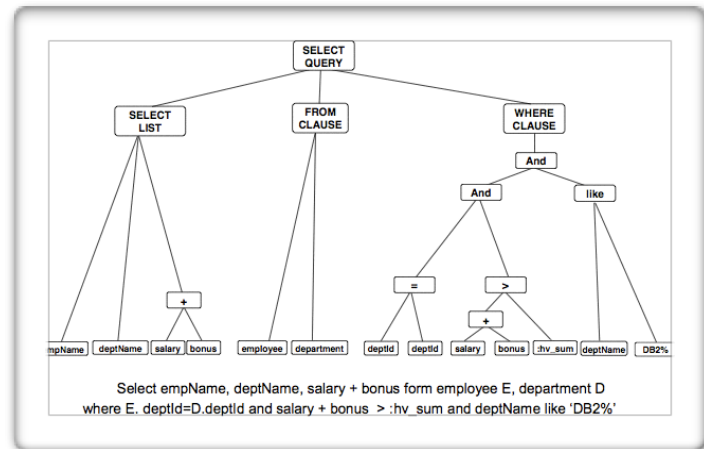 SELECT
QUERY
SELECT
LIST
FROM
CLAUSE
WHERE
CLAUSE
And
And
like
=
>
+
+
mpName
deptName
salary
bonus
employee
department
deptId
deptId
salary
bonus
:hv_sum
deptName
DB2%
Select empName, deptName, salary + bonus form employee E, department D
where E. deptId=D.deptId and salary + bonus > :hv_sum and deptName like ‘DB2%’